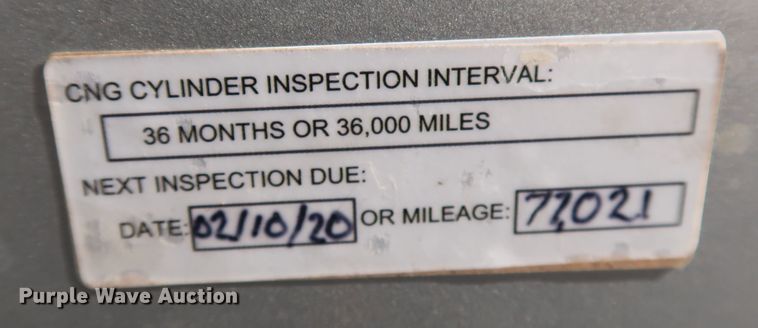 CNG CYLINDER INSPECTION INTERVAL:
36 MONTHS OR 36,000 MILES
NEXT INSPECTION DUE:
DATE: 02/10/20 OR MILEAGE: 77,021
Purple Wave Auction